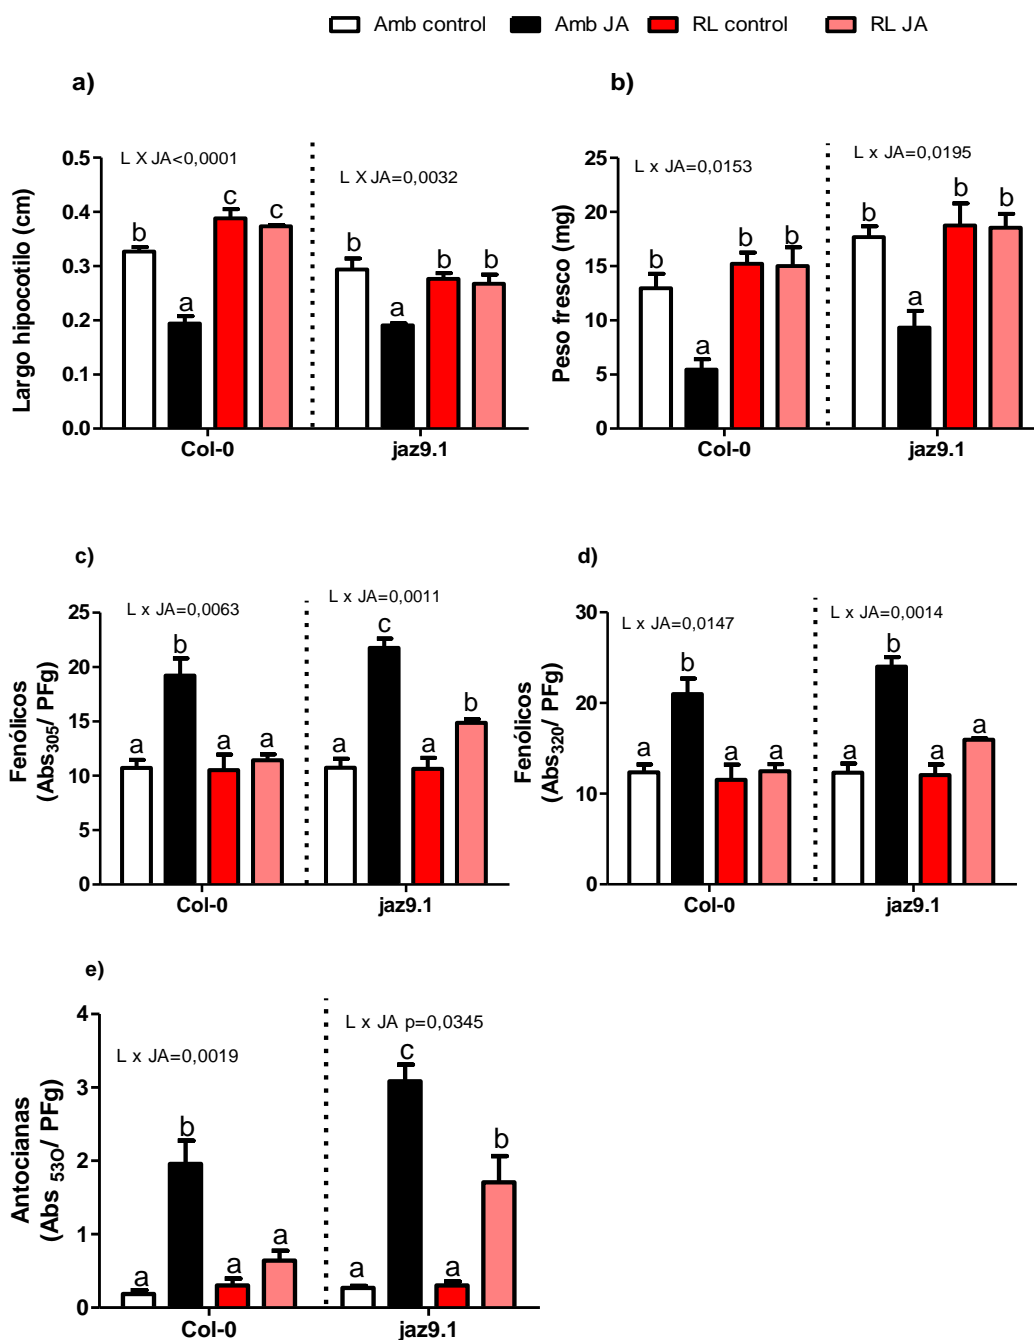 Amb control Amb JA RL control RL JA
a)
L X JA<0,0001
L X JA=0,0032
Largo hipocotilo (cm)
0.5
0.4
0.3
0.2
0.1
0.0
b
a
c
c
b
a
b
b
Col-0
jaz9.1
b)
L x JA=0,0153
L x JA=0,0195
Peso fresco (mg)
25
20
15
10
5
0
b
a
b
b
b
a
b
b
Col-0
jaz9.1
c)
L x JA=0,0063
L x JA=0,0011
Fenólicos
(Abs305/ PFg)
25
20
15
10
5
0
a
b
a
a
a
c
a
b
Col-0
jaz9.1
d)
L x JA=0,0147
L x JA=0,0014
Fenólicos
(Abs320/ PFg)
30
20
10
0
a
b
a
a
a
b
a
a
Col-0
jaz9.1
e)
L x JA=0,0019
L x JA p=0,0345
Antocianas
(Abs 530/ PFg)
4
3
2
1
0
a
b
a
a
a
c
a
b
Col-0
jaz9.1